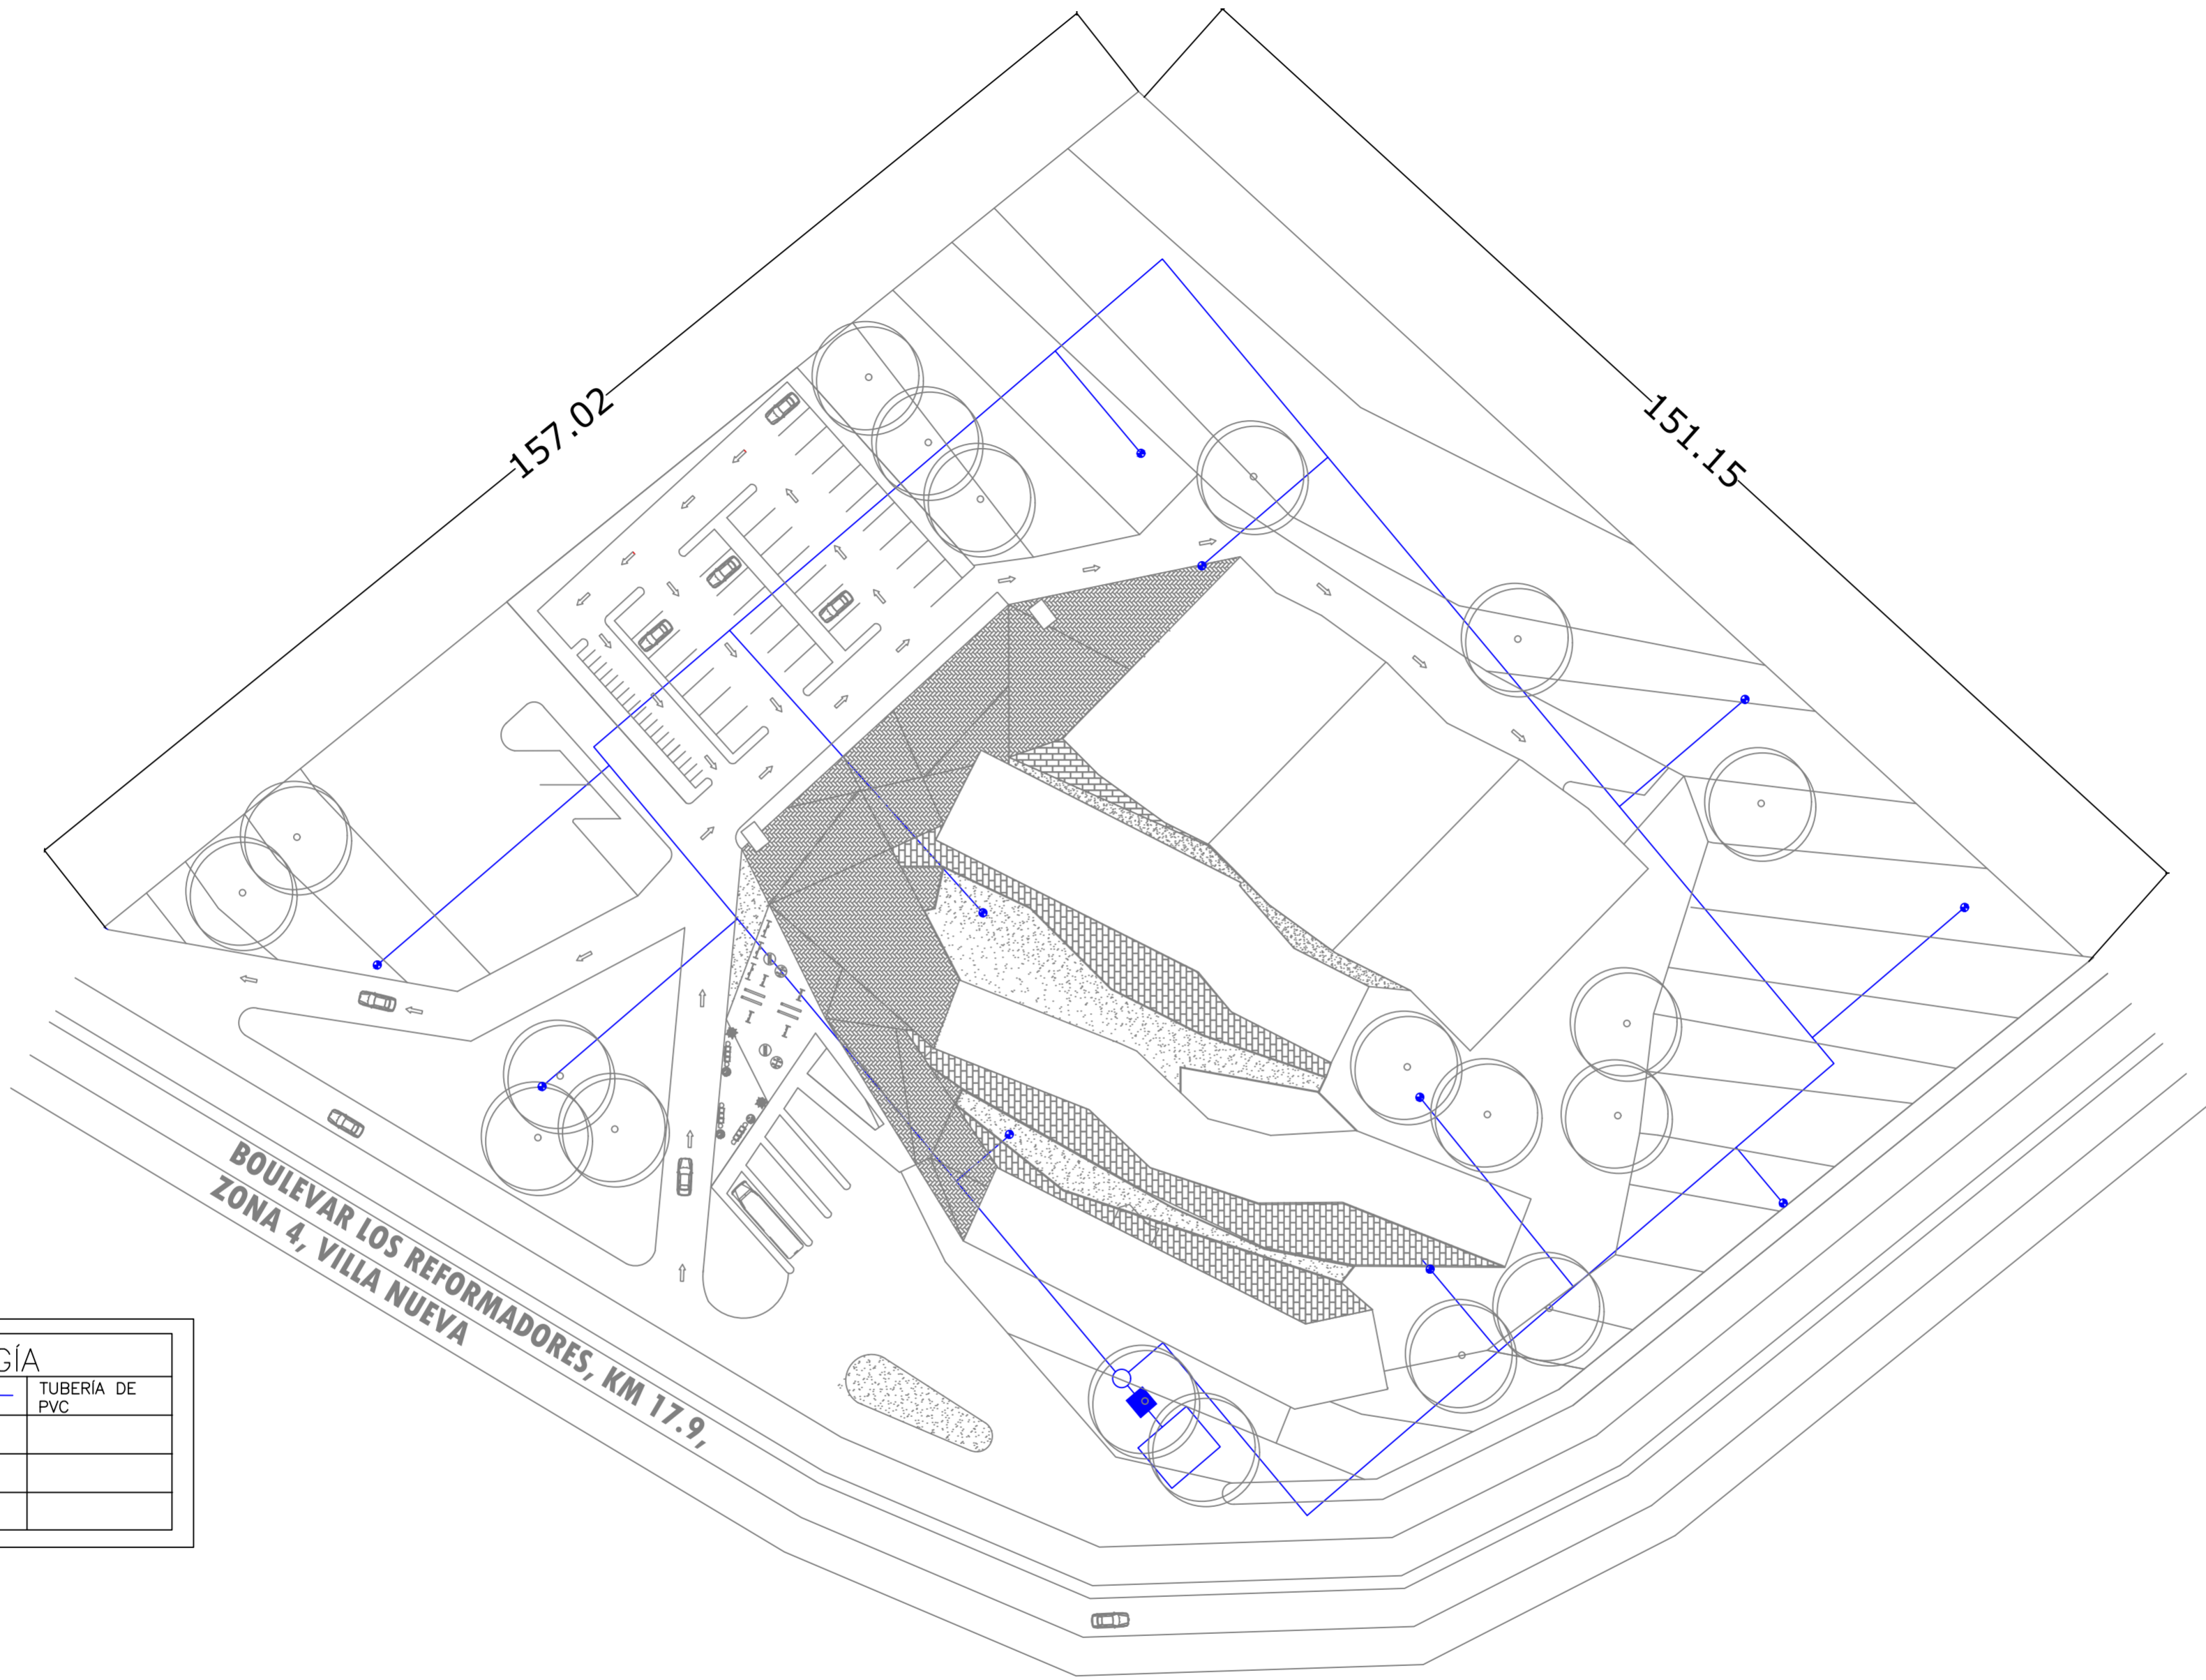 157.02
151.15
BOULEVAR LOS REFORMADORES, KM 17.9,
ZONA 4, VILLA NUEVA
GÍA
TUBERÍA DE
PVC